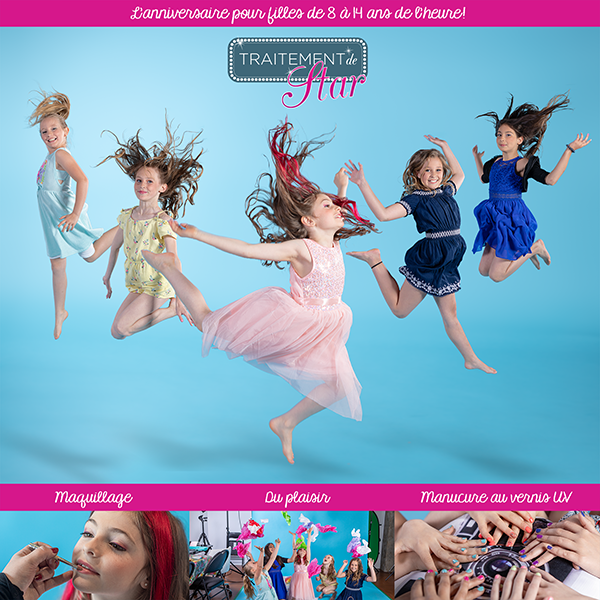 L'anniversaire pour filles de 8 à 14 ans de l'heure!
TRAITEMENT de
Star
Maquillage
Du plaisir
Manucure au vernis UV